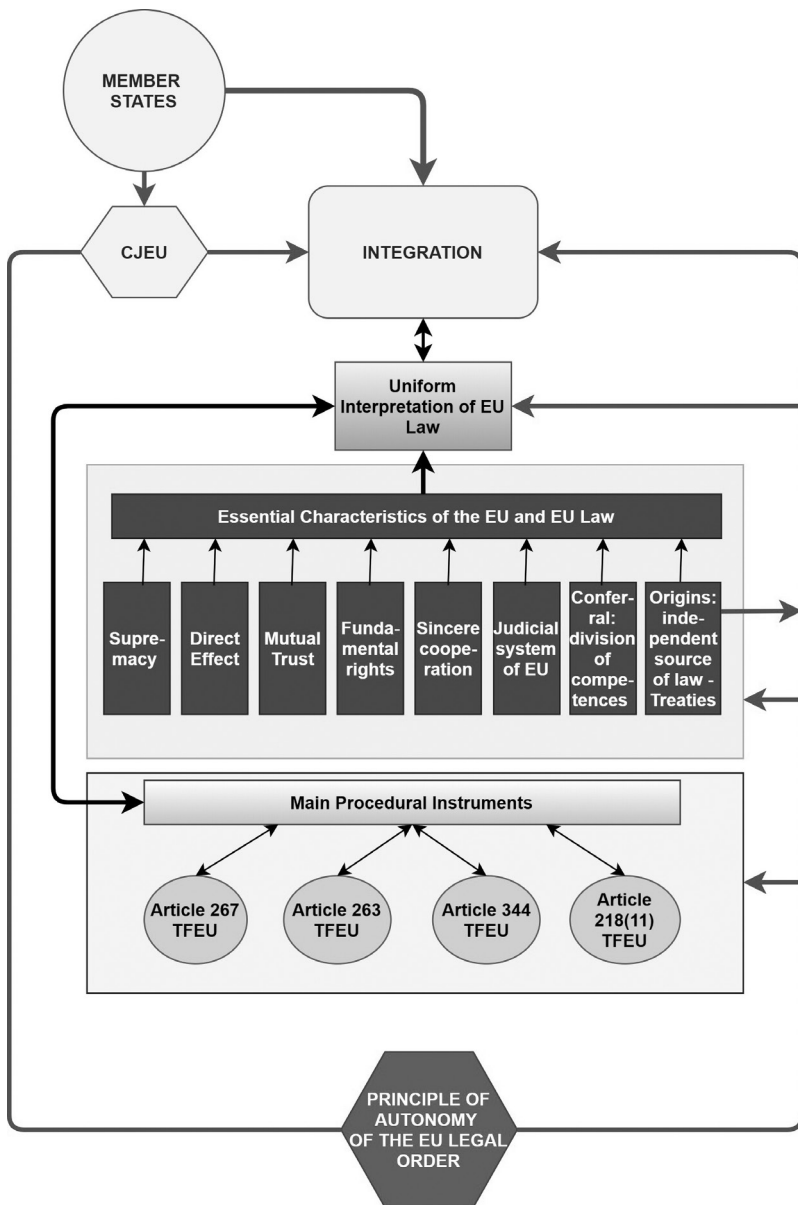 MEMBER
STATES
CJEU
INTEGRATION
Uniform
Interpretation of EU
Law
Essential Characteristics of the EU and EU Law
Supre-
macy
Direct
Effect
Mutual
Trust
Funda-
mental
rights
Sincere
coope-
ration
Judicial
system
of EU
Confer-
ral:
division
of
compe-
tences
Origins:
inde-
pendent
source
of law -
Treaties
Main Procedural Instruments
Article 267
TFEU
Article 263
TFEU
Article 344
TFEU
Article
218(11)
TFEU
PRINCIPLE OF
AUTONOMY
OF THE EU LEGAL
ORDER